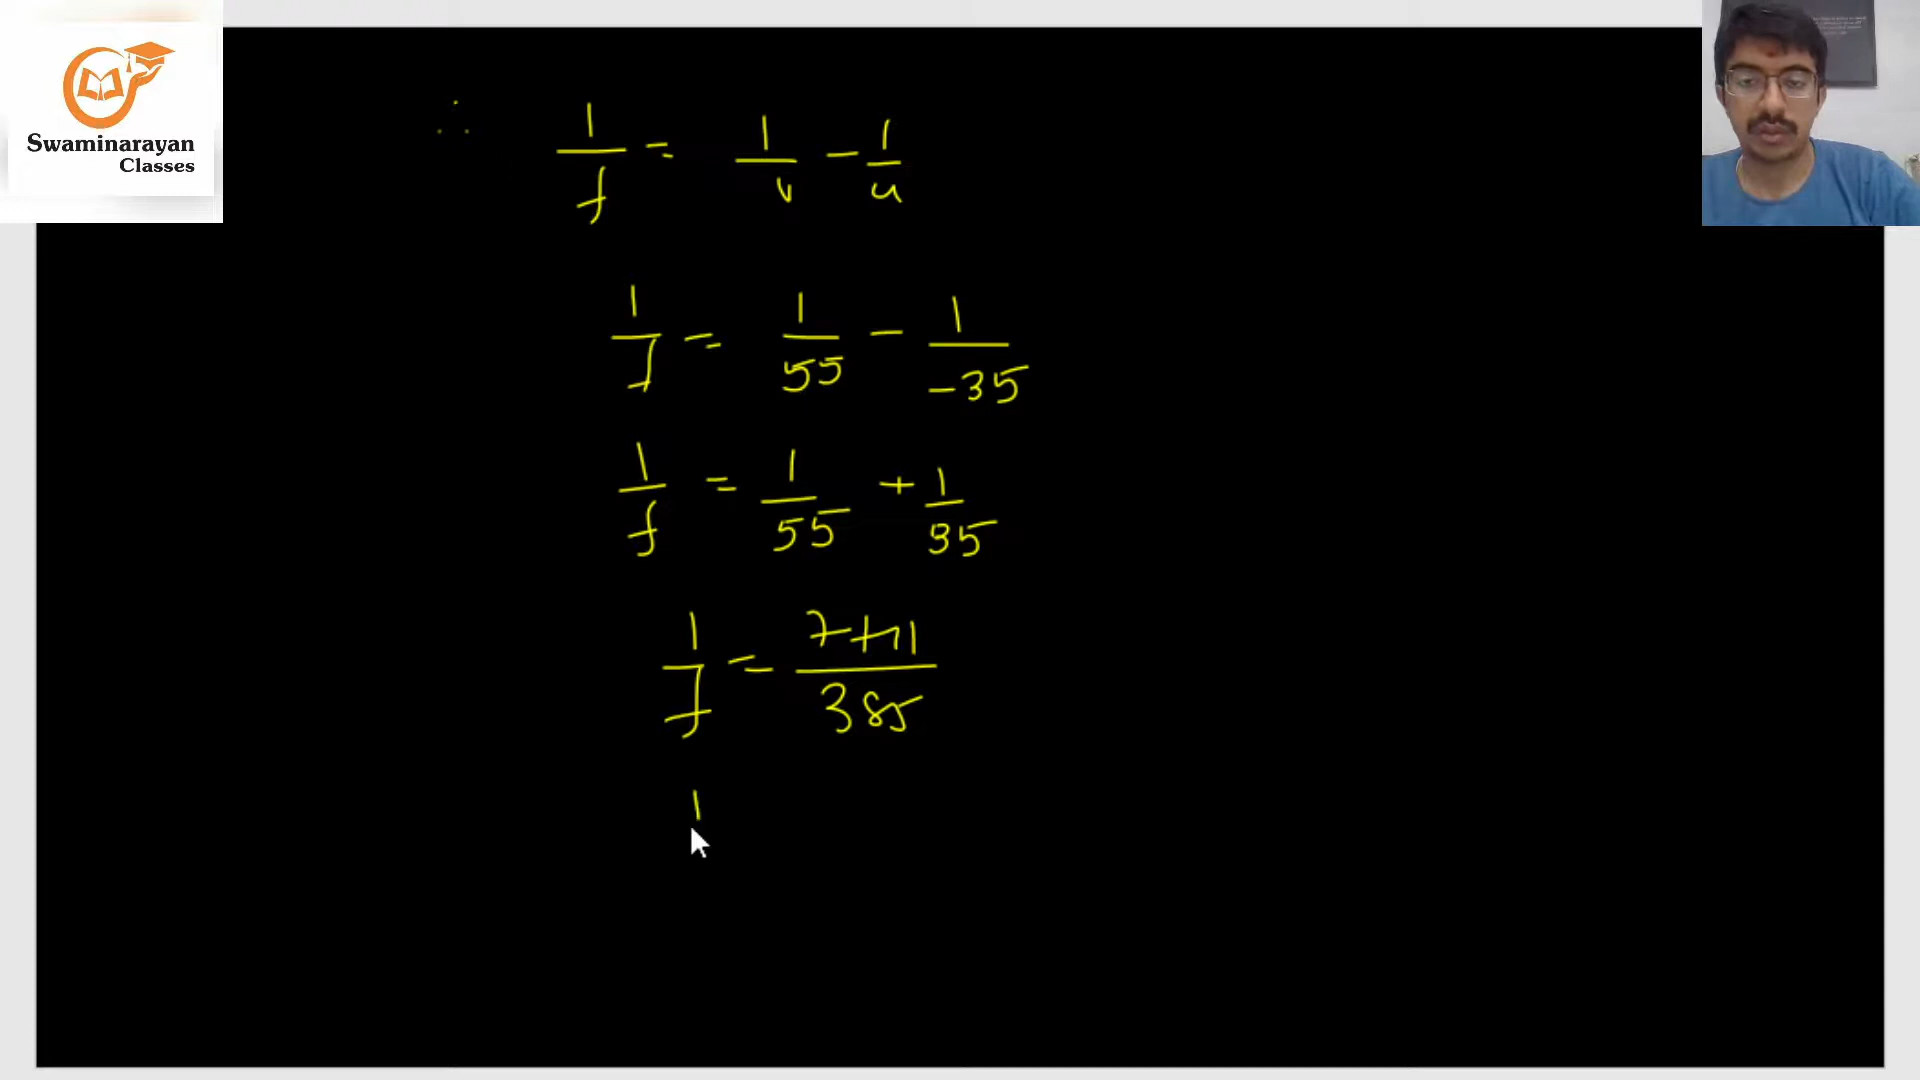 Swaminarayan
Classes
∴ 1/f = 1/v - 1/u
1/f = 1/55 - 1/-35
1/f = 1/55 + 1/35
1/f = 7+11/385
1